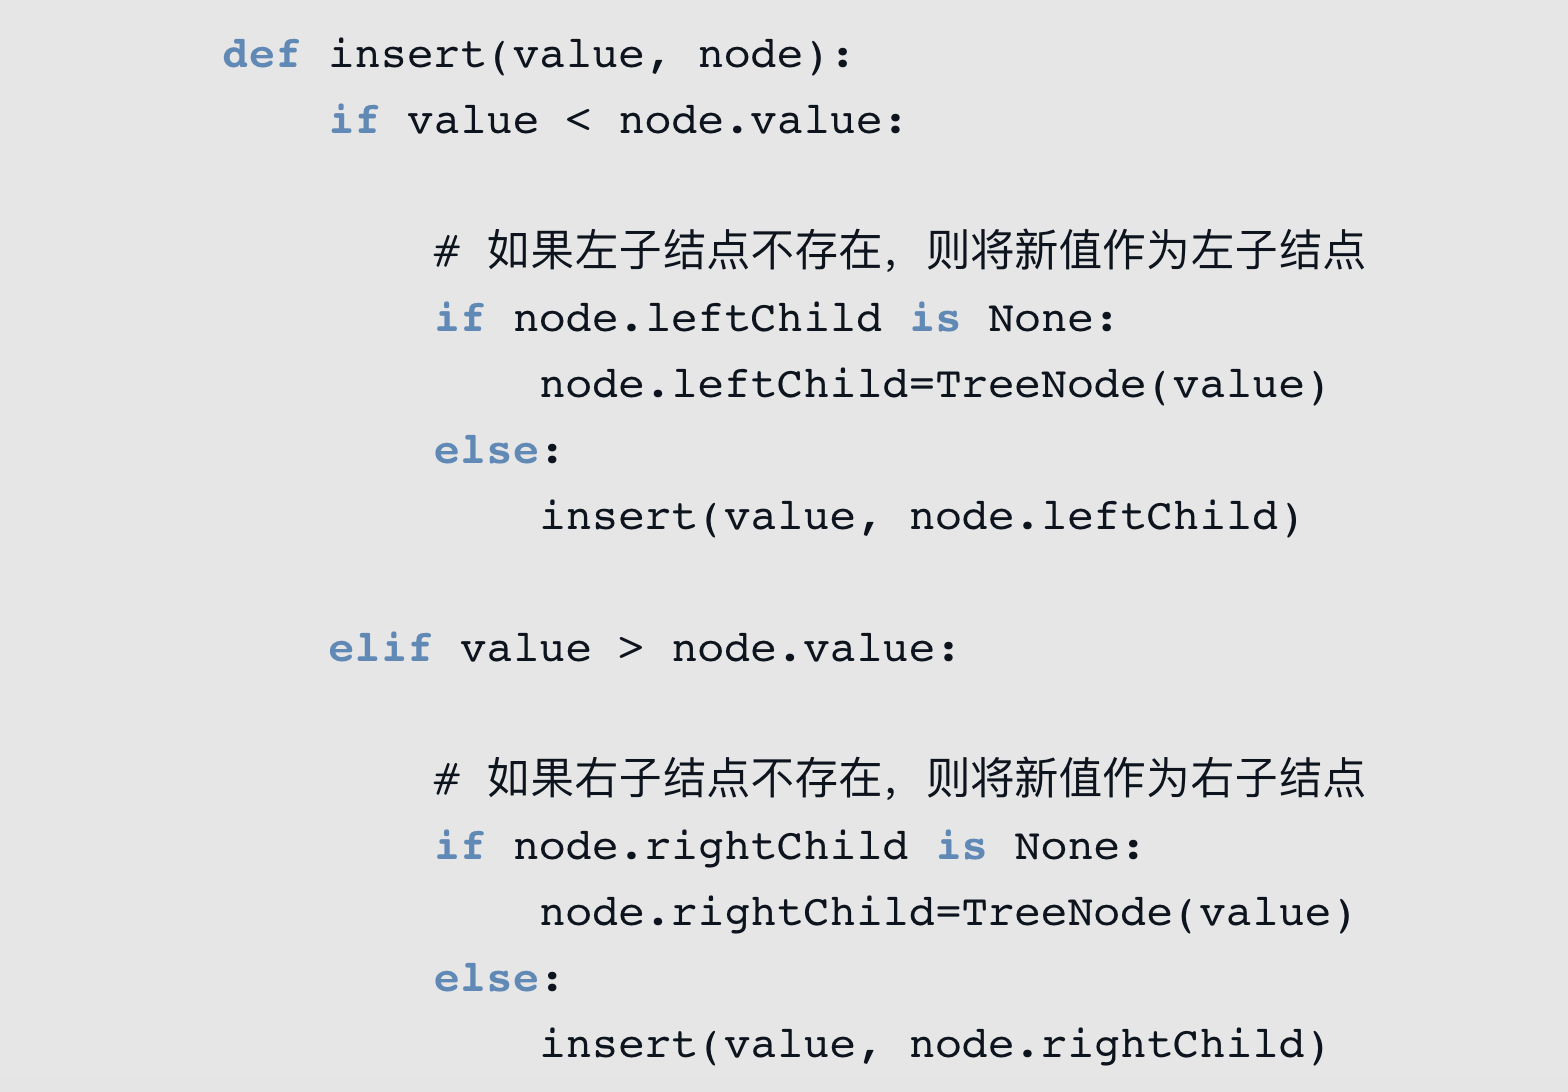 def insert(value, node):
    if value < node.value:
        # 如果左子结点不存在，则将新值作为左子结点
        if node.leftChild is None:
            node.leftChild=TreeNode(value)
        else:
            insert(value, node.leftChild)
    elif value > node.value:
        # 如果右子结点不存在，则将新值作为右子结点
        if node.rightChild is None:
            node.rightChild=TreeNode(value)
        else:
            insert(value, node.rightChild)